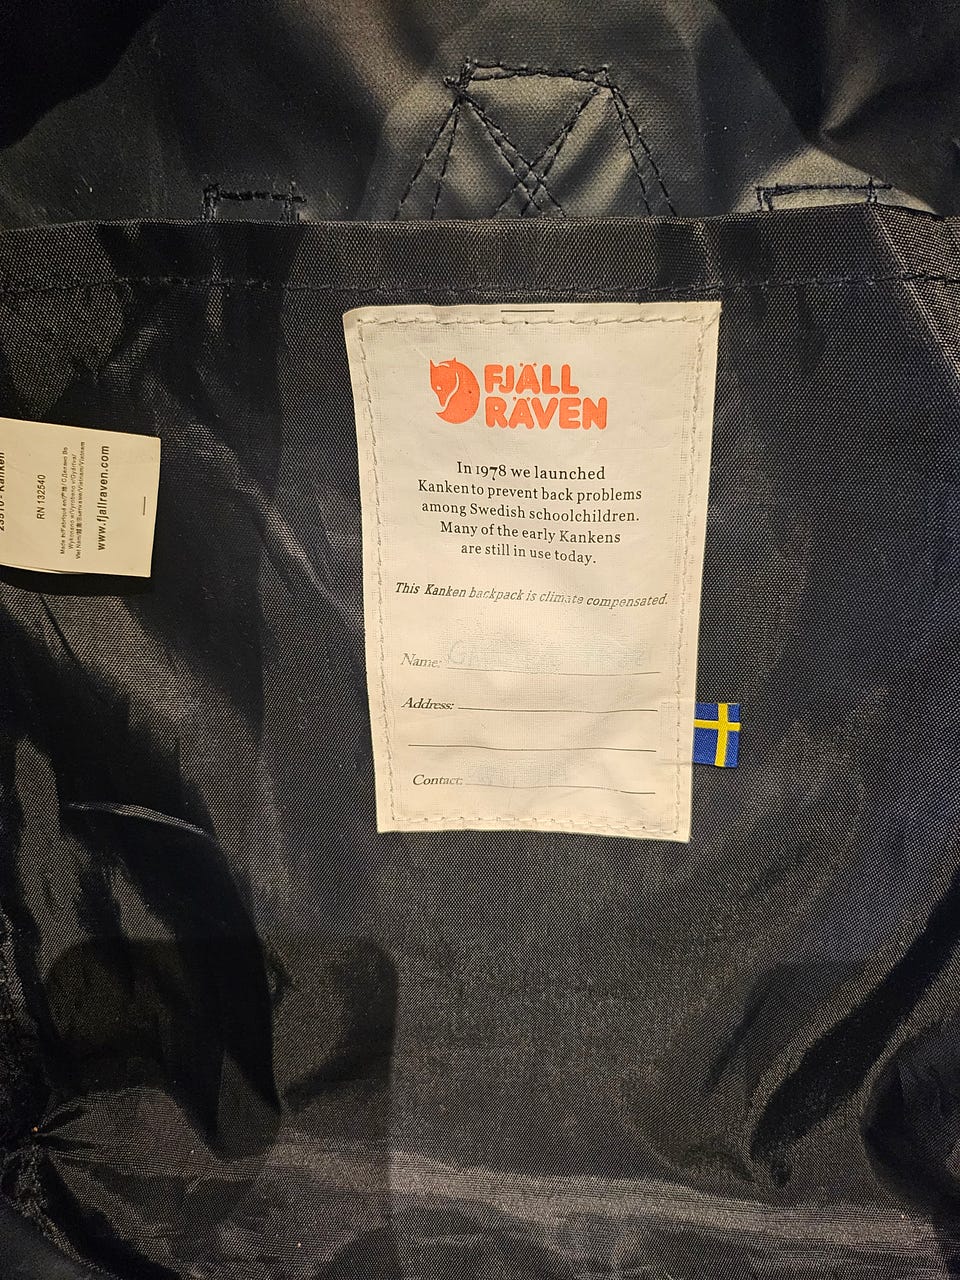 FJÄLL
RÄVEN
In 1978 we launched
Kanken to prevent back problems
among Swedish schoolchildren.
Many of the early Kankens
are still in use today.
This Kanken backpack is climate compensated.
Name:
Address:
Contact:
RN 132540
www.fjallraven.com